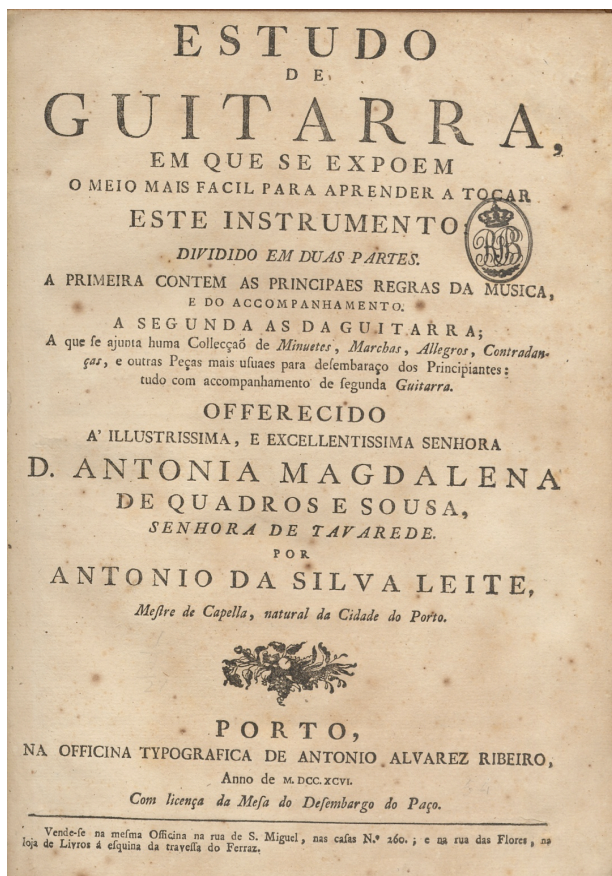 ESTUDO
DE
GUITARRA,
EM QUE SE EXPOEM
O MEIO MAIS FACIL PARA APRENDER A TOCAR
ESTE INSTRUMENTO:
DIVIDIDO EM DUAS PARTES.
A PRIMEIRA CONTEM AS PRINCIPAES REGRAS DA MUSICA,
E DO ACCOMPANHAMENTO.
A SEGUNDA AS DA GUITARRA;
A que ſe ajunta huma Collecçaõ de Minuetes, Marchas, Allegros, Contradan-
ças, e outras Peças mais uſuaes para deſembaraço dos Principiantes:
tudo com accompanhamento de ſegunda Guitarra.
OFFERECIDO
A' ILLUSTRISSIMA, E EXCELLENTISSIMA SENHORA
D. ANTONIA MAGDALENA
DE QUADROS E SOUSA,
SENHORA DE TAVAREDE.
POR
ANTONIO DA SILVA LEITE,
Meſtre de Capella, natural da Cidade do Porto.
PORTO,
NA OFFICINA TYPOGRAFICA DE ANTONIO ALVAREZ RIBEIRO,
Anno de M. DCC. XCVI.
Com licença da Meſa do Deſembargo do Paço.
Vende-ſe na meſma Officina na rua de S. Miguel, nas caſas N.º 260.; e na rua das Flores, na
loja de Livros á eſquina da traveſſa do Ferraz.